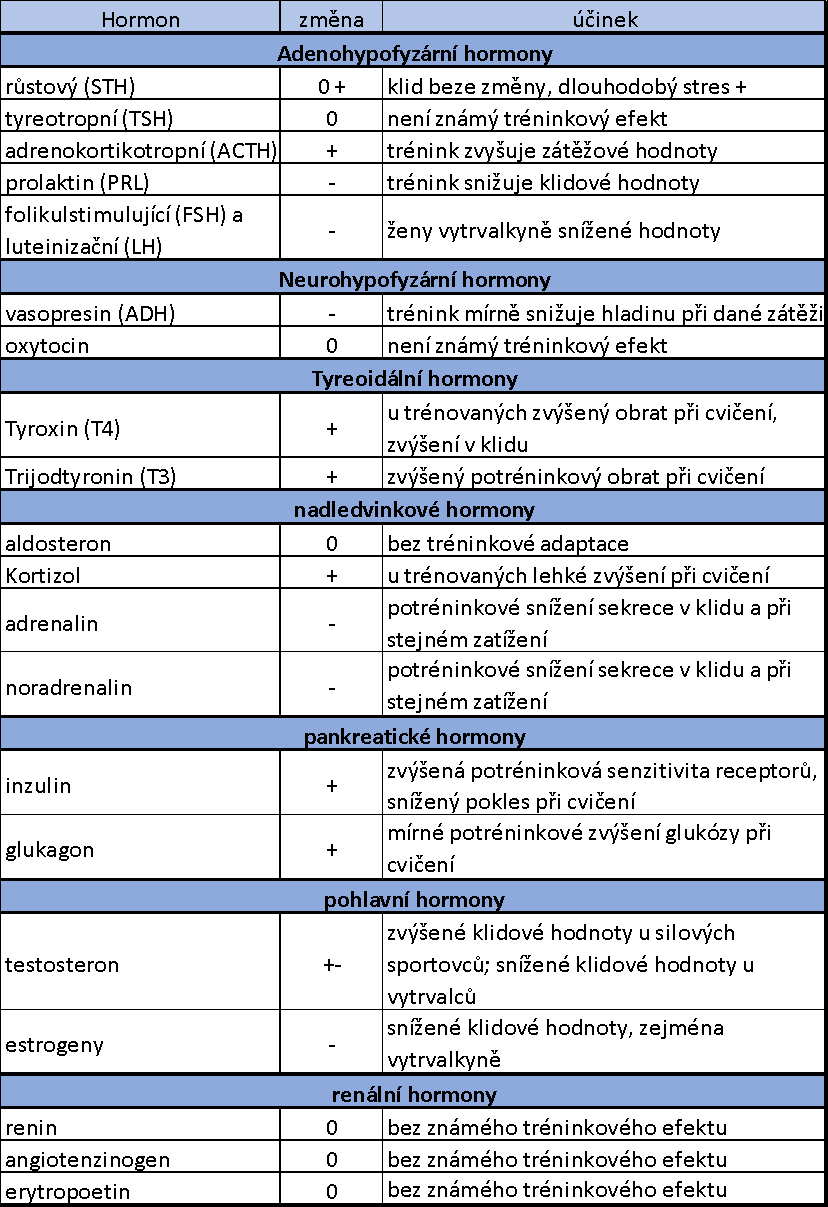 Hormon změna účinek
Adenohypofyzární hormony
růstový (STH) 0 + klid beze změny, dlouhodobý stres +
tyreotropní (TSH) 0 není známý tréninkový efekt
adrenokortikotropní (ACTH) + trénink zvyšuje zátěžové hodnoty
prolaktin (PRL) - trénink snižuje klidové hodnoty
folikulstimulující (FSH) a
luteinizační (LH) - ženy vytrvalkyně snížené hodnoty
Neurohypofyzární hormony
vasopresin (ADH) - trénink mírně snižuje hladinu při dané zátěži
oxytocin 0 není známý tréninkový efekt
Tyreoidální hormony
Tyroxin (T4) + u trénovaných zvýšený obrat při cvičení,
zvýšení v klidu
Trijodtyronin (T3) + zvýšený potréninkový obrat při cvičení
nadledvinkové hormony
aldosteron 0 bez tréninkové adaptace
Kortizol + u trénovaných lehké zvýšení při cvičení
adrenalin - potréninkové snížení sekrece v klidu a při
stejném zatížení
noradrenalin - potréninkové snížení sekrece v klidu a při
stejném zatížení
pankreatické hormony
inzulin + zvýšená potréninková senzitivita receptorů,
snížený pokles při cvičení
glukagon + mírné potréninkové zvýšení glukózy při
cvičení
pohlavní hormony
testosteron +- zvýšené klidové hodnoty u silových
sportovců; snížené klidové hodnoty u
vytrvalců
estrogeny - snížené klidové hodnoty, zejména
vytrvalkyně
renální hormony
renin 0 bez známého tréninkového efektu
angiotenzinogen 0 bez známého tréninkového efektu
erytropoetin 0 bez známého tréninkového efektu